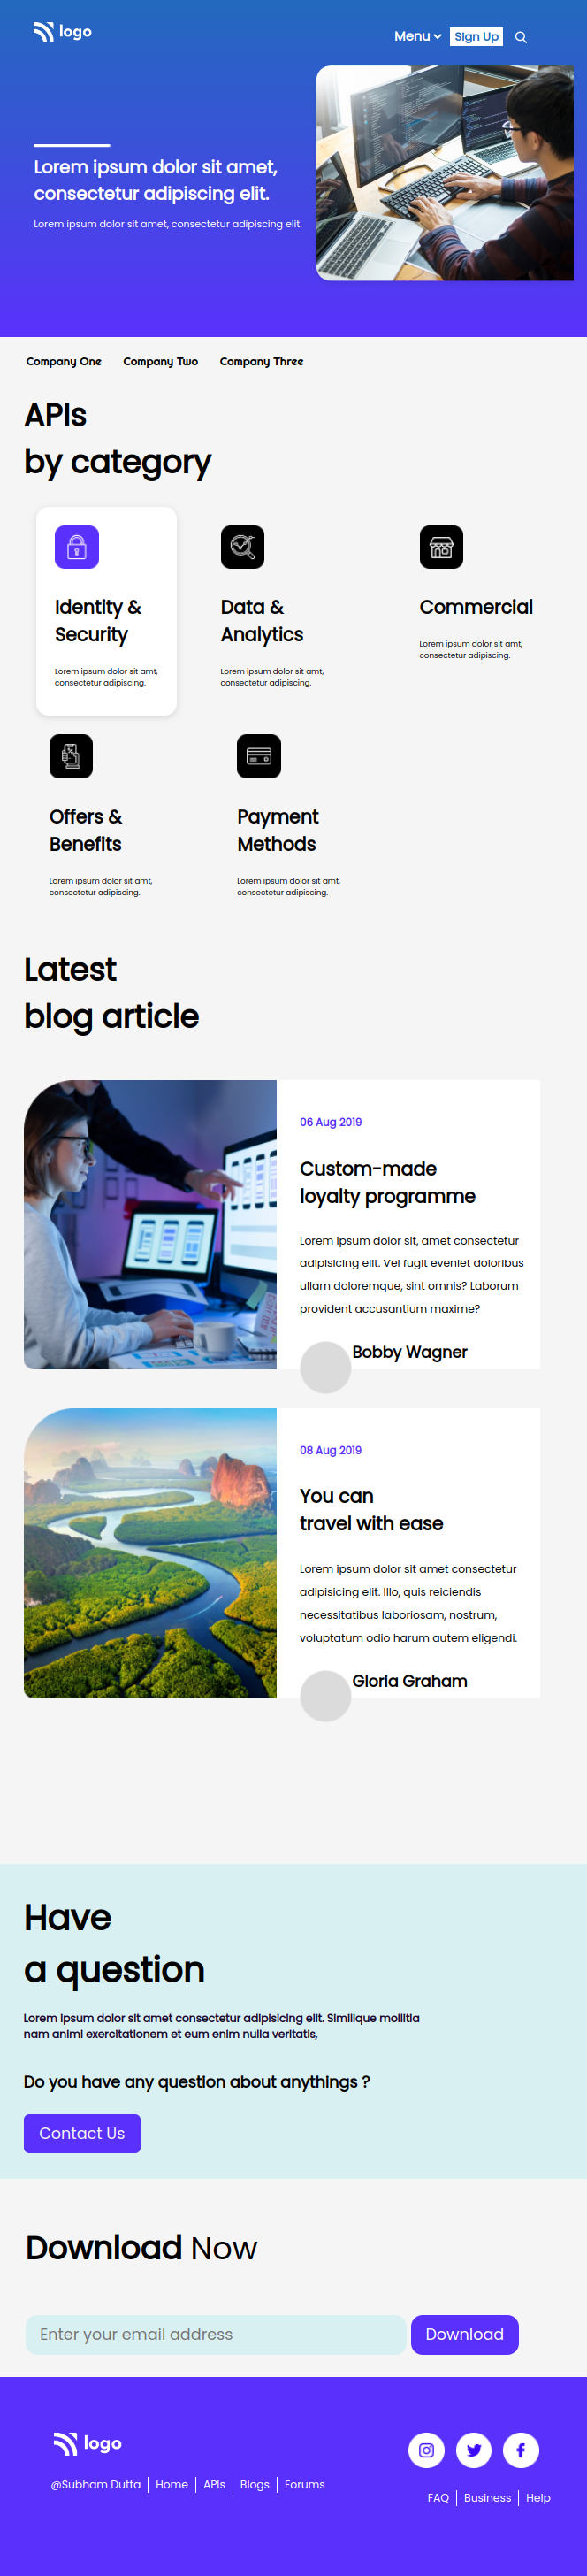 logo
Menu
Sign Up
Lorem ipsum dolor sit amet,
consectetur adipiscing elit.
Lorem ipsum dolor sit amet, consectetur adipiscing elit.
Company One Company Two Company Three
APIs
by category
Identity &
Security
Lorem ipsum dolor sit amt,
consectetur adipiscing.
Data &
Analytics
Lorem ipsum dolor sit amt,
consectetur adipiscing.
Commercial
Lorem ipsum dolor sit amt,
consectetur adipiscing.
Offers &
Benefits
Lorem ipsum dolor sit amt,
consectetur adipiscing.
Payment
Methods
Lorem ipsum dolor sit amt,
consectetur adipiscing.
Latest
blog article
06 Aug 2019
Custom-made
loyalty programme
Lorem ipsum dolor sit, amet consectetur
adipisicing elit. Vel fugit eveniet doloribus
ullam doloremque, sint omnis? Laborum
provident accusantium maxime?
Bobby Wagner
08 Aug 2019
You can
travel with ease
Lorem ipsum dolor sit amet consectetur
adipisicing elit. Illo, quis reiciendis
necessitatibus laboriosam, nostrum,
voluptatum odio harum autem eligendi.
Gloria Graham
Have
a question
Lorem ipsum dolor sit amet consectetur adipisicing elit. Similique mollitia
nam animi exercitationem et eum enim nulla veritatis,
Do you have any question about anythings ?
Contact Us
Download Now
Enter your email address
Download
logo
@Subham Dutta Home APIs Blogs Forums
FAQ Business Help